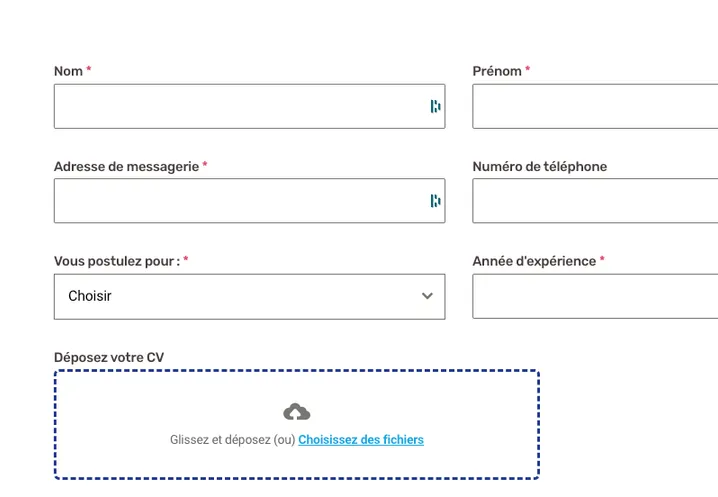 Nom *
Prénom *
Adresse de messagerie *
Numéro de téléphone
Vous postulez pour : *
Année d'expérience *
Choisir
Déposez votre CV
Glissez et déposez (ou) Choisissez des fichiers